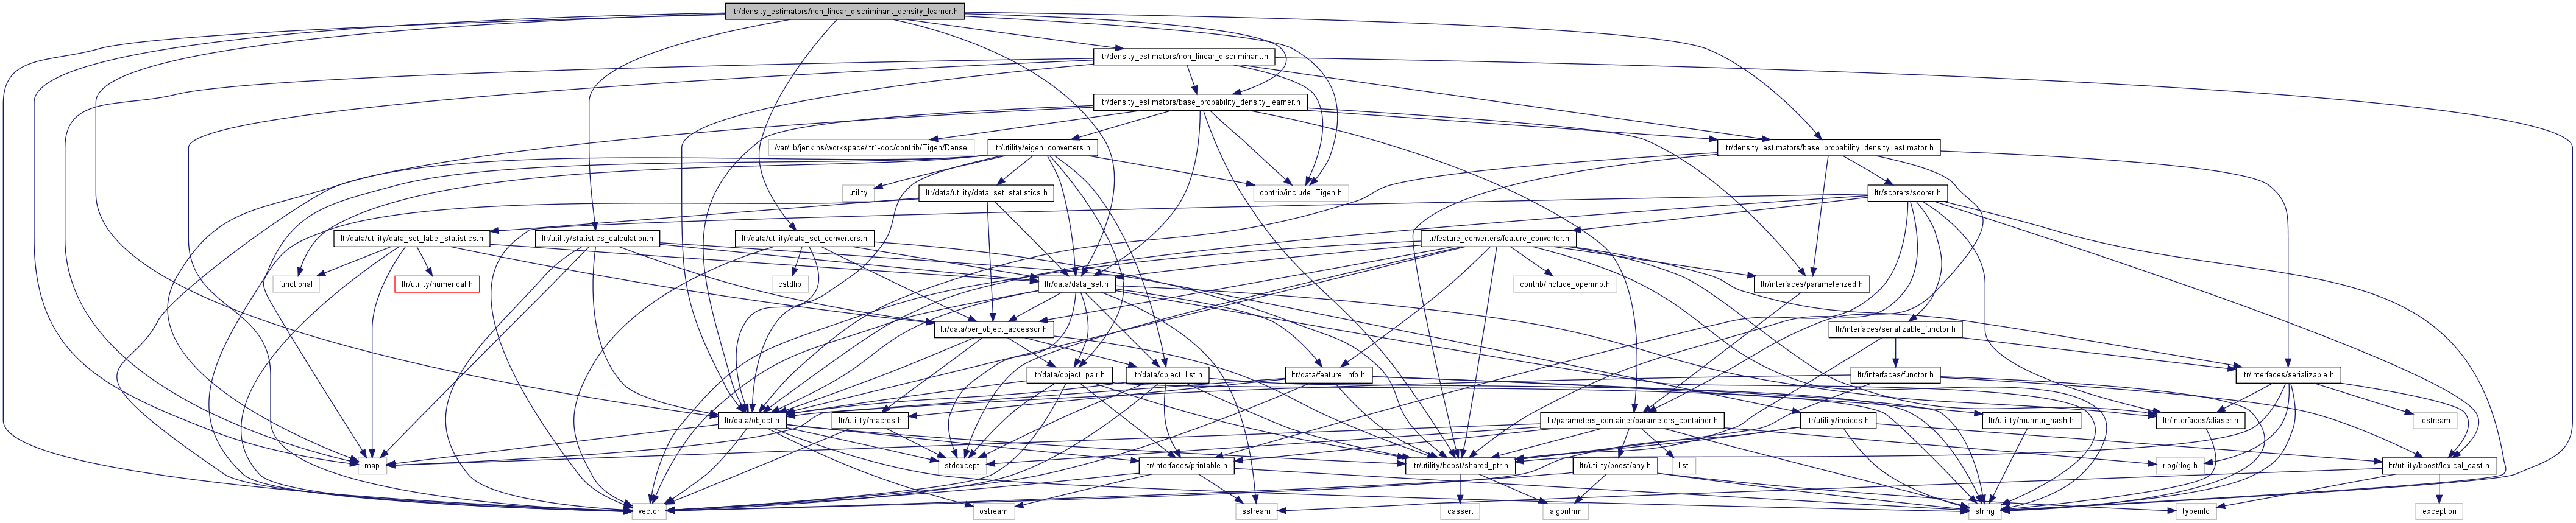 ltr/density_estimators/non_linear_discriminant_density_learner.h
ltr/density_estimators/non_linear_discriminant.h
ltr/density_estimators/base_probability_density_learner.h
/var/lib/jenkins/workspace/ltr1-doc/contrib/Eigen/Dense
ltr/utility/eigen_converters.h
ltr/density_estimators/base_probability_density_estimator.h
utility
ltr/data/utility/data_set_statistics.h
contrib/include_Eigen.h
ltr/scorers/scorer.h
ltr/data/utility/data_set_label_statistics.h
ltr/utility/statistics_calculation.h
ltr/data/utility/data_set_converters.h
ltr/feature_converters/feature_converter.h
functional
ltr/utility/numerical.h
cstdlib
ltr/data/data_set.h
contrib/include_openmp.h
ltr/interfaces/parameterized.h
ltr/data/per_object_accessor.h
ltr/interfaces/serializable_functor.h
ltr/data/object_pair.h
ltr/data/object_list.h
ltr/data/feature_info.h
ltr/interfaces/functor.h
ltr/interfaces/serializable.h
ltr/data/object.h
ltr/utility/macros.h
ltr/parameters_container/parameters_container.h
ltr/utility/indices.h
ltr/utility/murmur_hash.h
ltr/interfaces/aliaser.h
iostream
map
stdexcept
ltr/interfaces/printable.h
ltr/utility/boost/shared_ptr.h
ltr/utility/boost/any.h
list
rlog/rlog.h
ltr/utility/boost/lexical_cast.h
vector
ostream
sstream
cassert
algorithm
string
typeinfo
exception